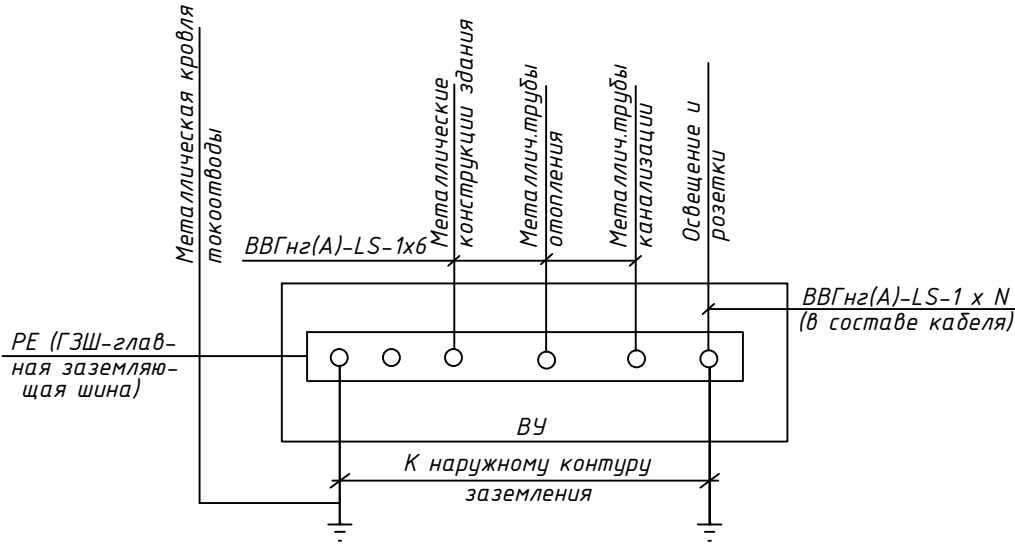 Металлическая кровля
токоотводы
ВВГнг(А)-LS-1х6
Металлические
конструкции здания
Металлич.трубы
отопления
Металлич.трубы
канализации
Освещение и
розетки
ВВГнг(А)-LS-1 х N
(в составе кабеля)
РЕ (ГЗШ-глав-
ная заземляю-
щая шина)
ВУ
К наружному контуру
заземления